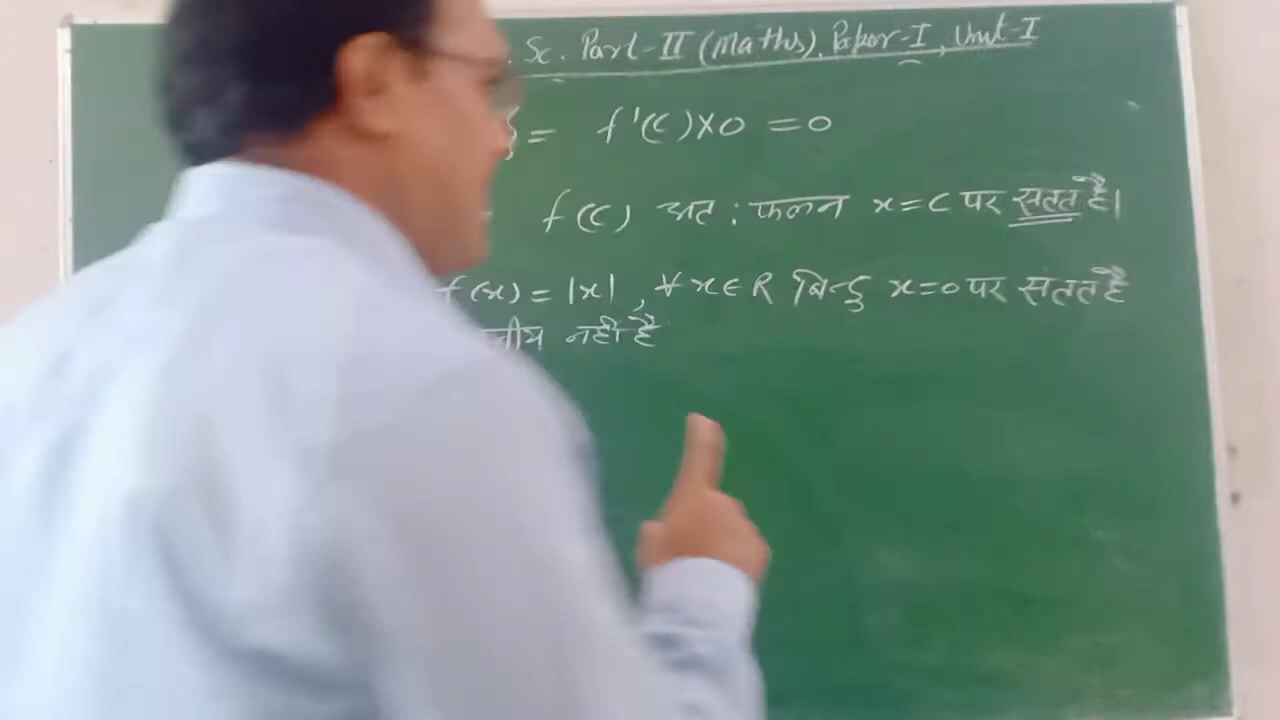 Sc. Part-II (Maths), Paper-I, Unit-I
} = f'(c)×0 = 0
f(c) अत: फलन x=c पर सतत है।
f(x) = |x|, ∀ x∈R बिन्दु x=0 पर सतत है
नहीं है